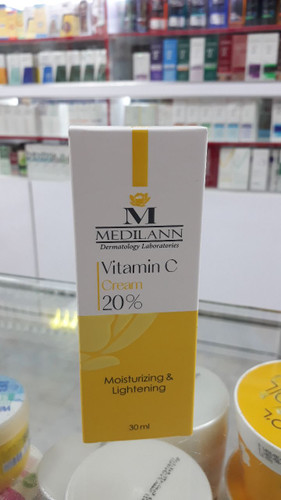 M
MEDILANN
Dermatology Laboratories
Vitamin C
Cream
20%
Moisturizing &
Lightening
30 ml